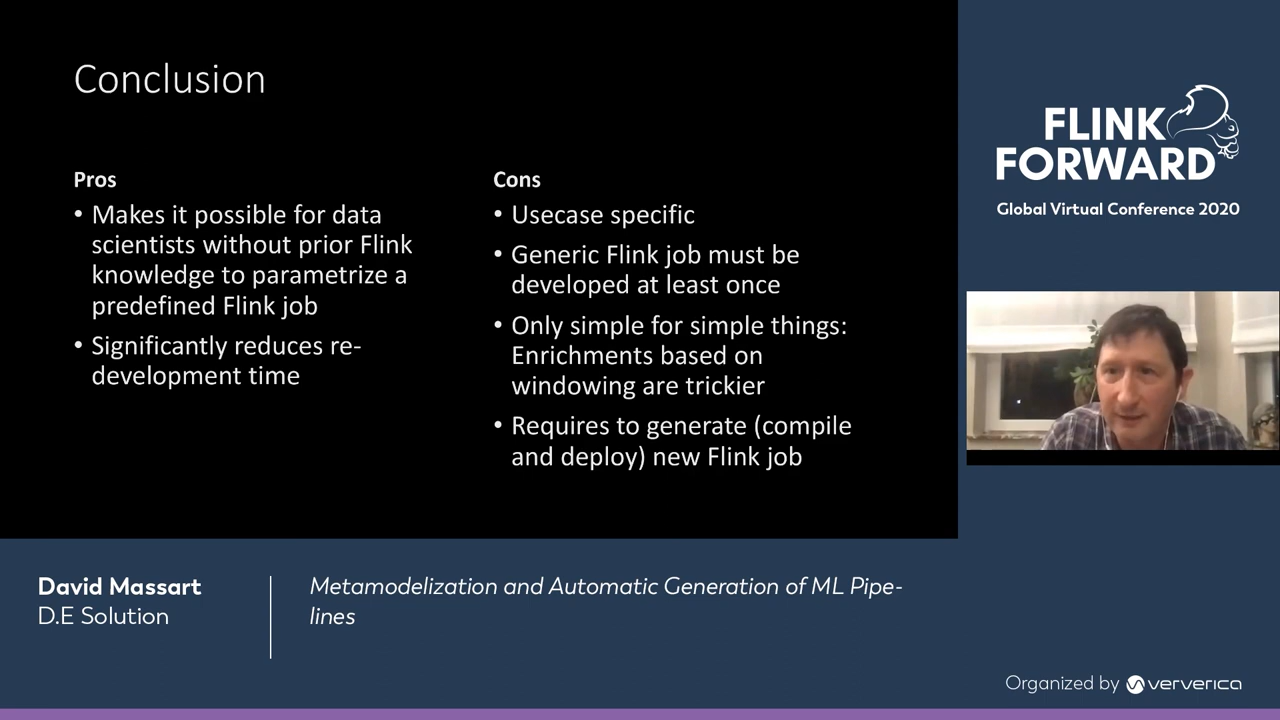 Conclusion
Pros
• Makes it possible for data
scientists without prior Flink
knowledge to parametrize a
predefined Flink job
• Significantly reduces re-
development time
Cons
• Usecase specific
• Generic Flink job must be
developed at least once
• Only simple for simple things:
Enrichments based on
windowing are trickier
• Requires to generate (compile
and deploy) new Flink job
FLINK
FORWARD
Global Virtual Conference 2020
David Massart
D.E Solution
Metamodelization and Automatic Generation of ML Pipe-
lines
Organized by ververica